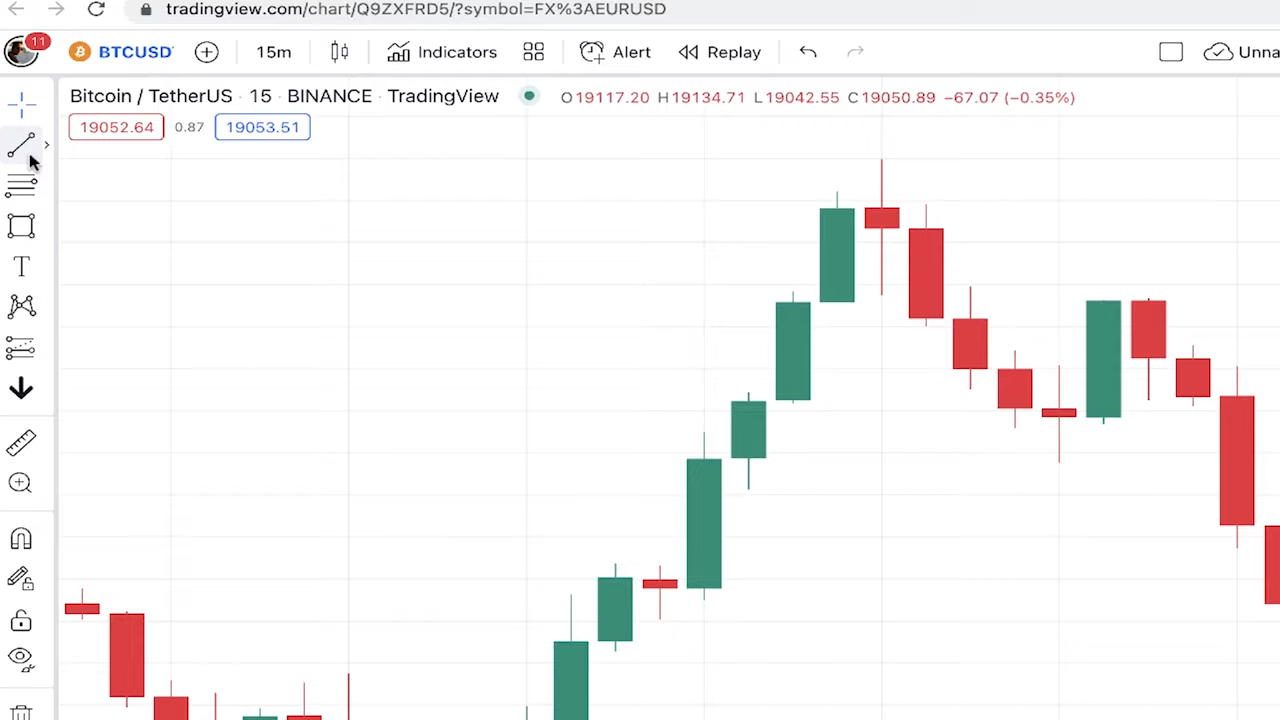 tradingview.com/chart/Q9ZXFRD5/?symbol=FX%3AEURUSD
11 BTCUSD 15m Indicators Alert Replay Unna
Bitcoin / TetherUS · 15 · BINANCE · TradingView O19117.20 H19134.71 L19042.55 C19050.89 −67.07 (−0.35%)
19052.64 0.87 19053.51
T